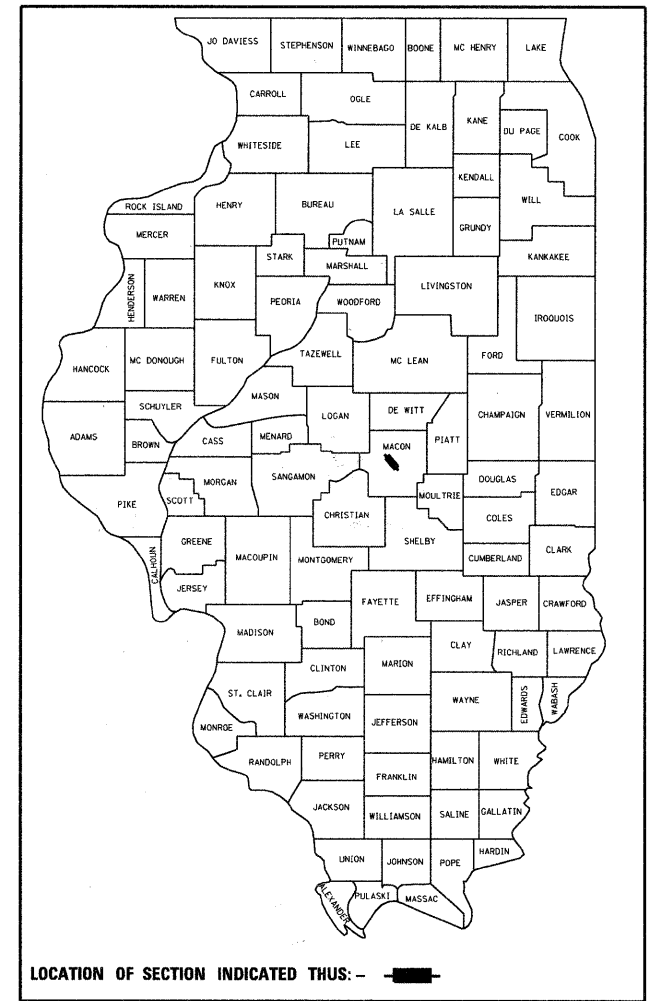 JO DAVIESS STEPHENSON WINNEBAGO BOONE MC HENRY LAKE
CARROLL OGLE DE KALB KANE DU PAGE COOK
WHITESIDE LEE
KENDALL WILL
ROCK ISLAND HENRY BUREAU LA SALLE GRUNDY
MERCER PUTNAM
STARK MARSHALL KANKAKEE
HENDERSON WARREN KNOX PEORIA WOODFORD LIVINGSTON IROQUOIS
HANCOCK MC DONOUGH FULTON TAZEWELL MC LEAN FORD
MASON
SCHUYLER LOGAN DE WITT CHAMPAIGN VERMILION
ADAMS BROWN CASS MENARD MACON PIATT
MORGAN SANGAMON DOUGLAS
PIKE SCOTT MOULTRIE EDGAR
CHRISTIAN COLES
GREENE SHELBY
CALHOUN MACOUPIN MONTGOMERY CUMBERLAND CLARK
JERSEY
FAYETTE EFFINGHAM JASPER CRAWFORD
MADISON BOND
CLAY RICHLAND LAWRENCE
CLINTON MARION
ST. CLAIR WAYNE EDWARDS WABASH
WASHINGTON JEFFERSON
MONROE
RANDOLPH PERRY HAMILTON WHITE
FRANKLIN
JACKSON WILLIAMSON SALINE GALLATIN
UNION JOHNSON POPE HARDIN
ALEXANDER PULASKI MASSAC
LOCATION OF SECTION INDICATED THUS: -